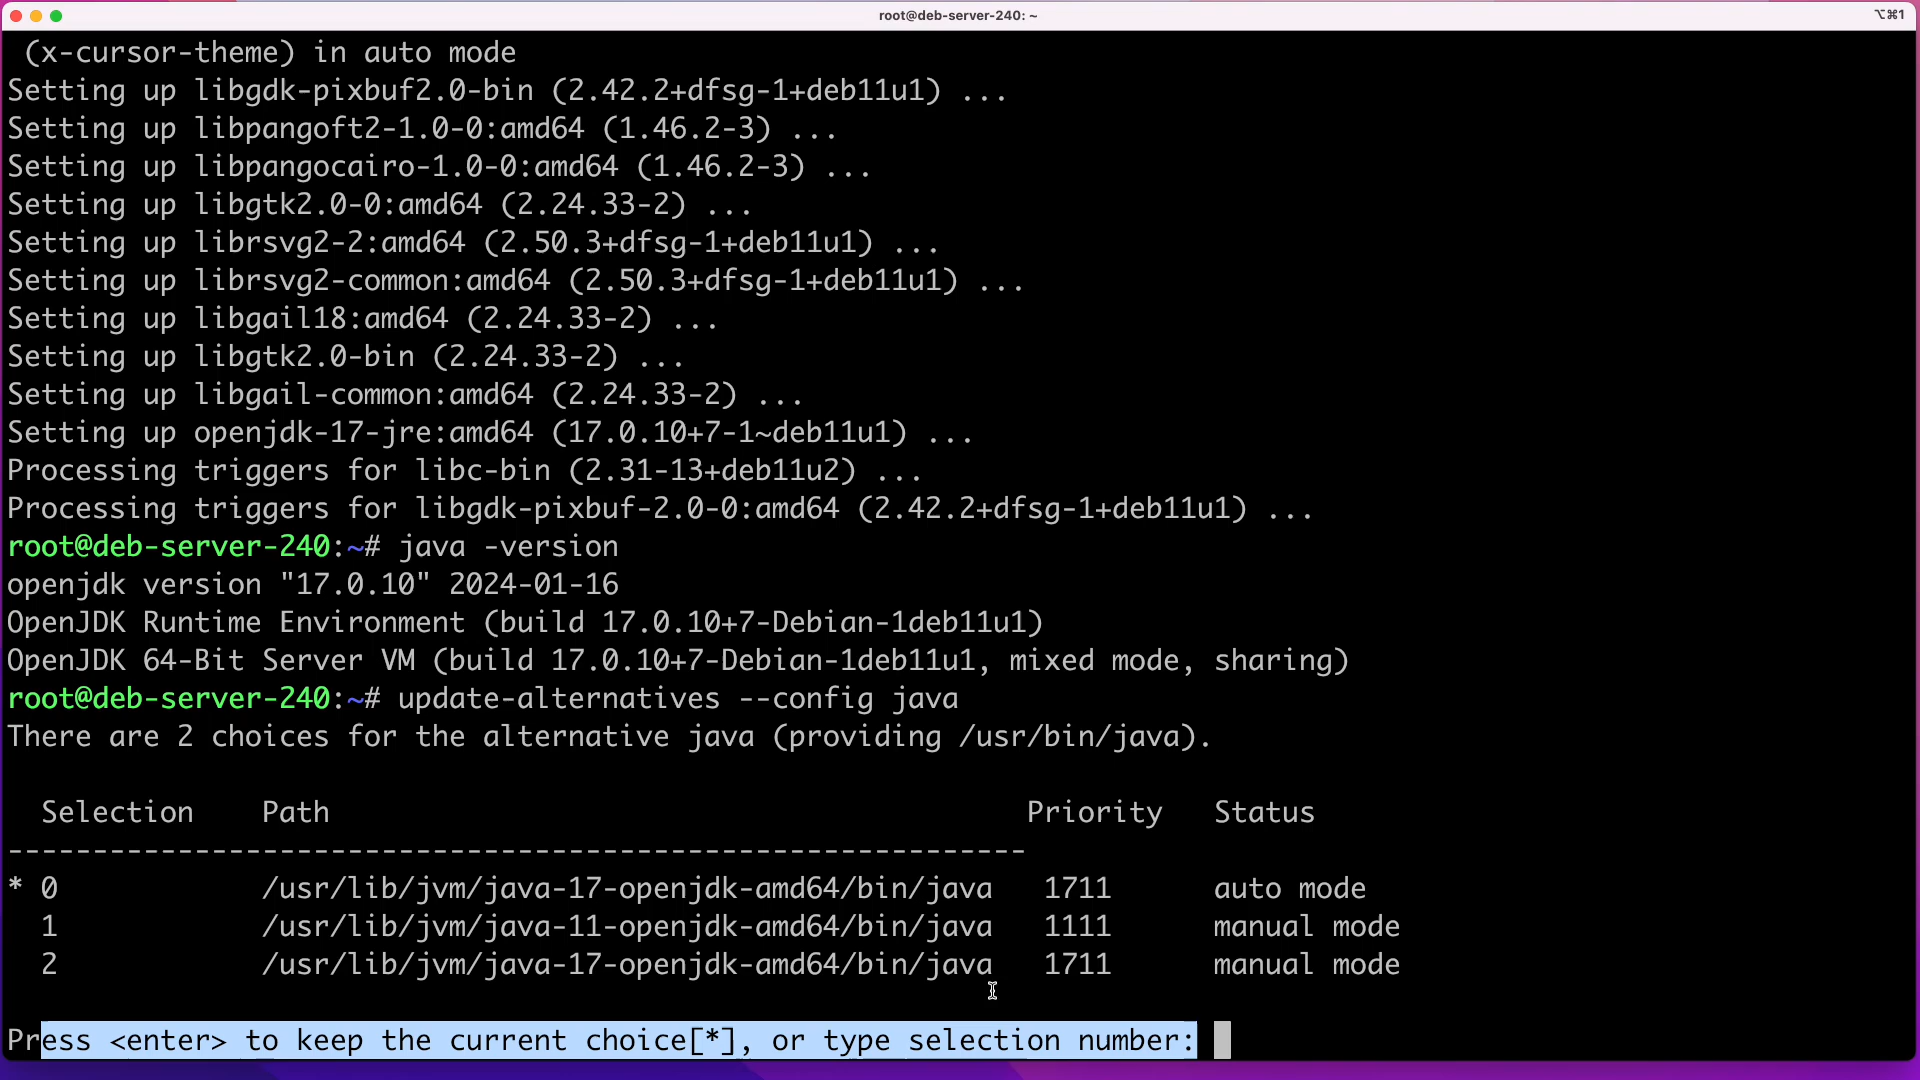 root@deb-server-240: ~
⌥⌘1
(x-cursor-theme) in auto mode
Setting up libgdk-pixbuf2.0-bin (2.42.2+dfsg-1+deb11u1) ...
Setting up libpangoft2-1.0-0:amd64 (1.46.2-3) ...
Setting up libpangocairo-1.0-0:amd64 (1.46.2-3) ...
Setting up libgtk2.0-0:amd64 (2.24.33-2) ...
Setting up librsvg2-2:amd64 (2.50.3+dfsg-1+deb11u1) ...
Setting up librsvg2-common:amd64 (2.50.3+dfsg-1+deb11u1) ...
Setting up libgail18:amd64 (2.24.33-2) ...
Setting up libgtk2.0-bin (2.24.33-2) ...
Setting up libgail-common:amd64 (2.24.33-2) ...
Setting up openjdk-17-jre:amd64 (17.0.10+7-1~deb11u1) ...
Processing triggers for libc-bin (2.31-13+deb11u2) ...
Processing triggers for libgdk-pixbuf-2.0-0:amd64 (2.42.2+dfsg-1+deb11u1) ...
root@deb-server-240:~# java -version
openjdk version "17.0.10" 2024-01-16
OpenJDK Runtime Environment (build 17.0.10+7-Debian-1deb11u1)
OpenJDK 64-Bit Server VM (build 17.0.10+7-Debian-1deb11u1, mixed mode, sharing)
root@deb-server-240:~# update-alternatives --config java
There are 2 choices for the alternative java (providing /usr/bin/java).
Selection    Path                                            Priority   Status
------------------------------------------------------------
* 0            /usr/lib/jvm/java-17-openjdk-amd64/bin/java   1711      auto mode
1            /usr/lib/jvm/java-11-openjdk-amd64/bin/java   1111      manual mode
2            /usr/lib/jvm/java-17-openjdk-amd64/bin/java   1711      manual mode
Press <enter> to keep the current choice[*], or type selection number: